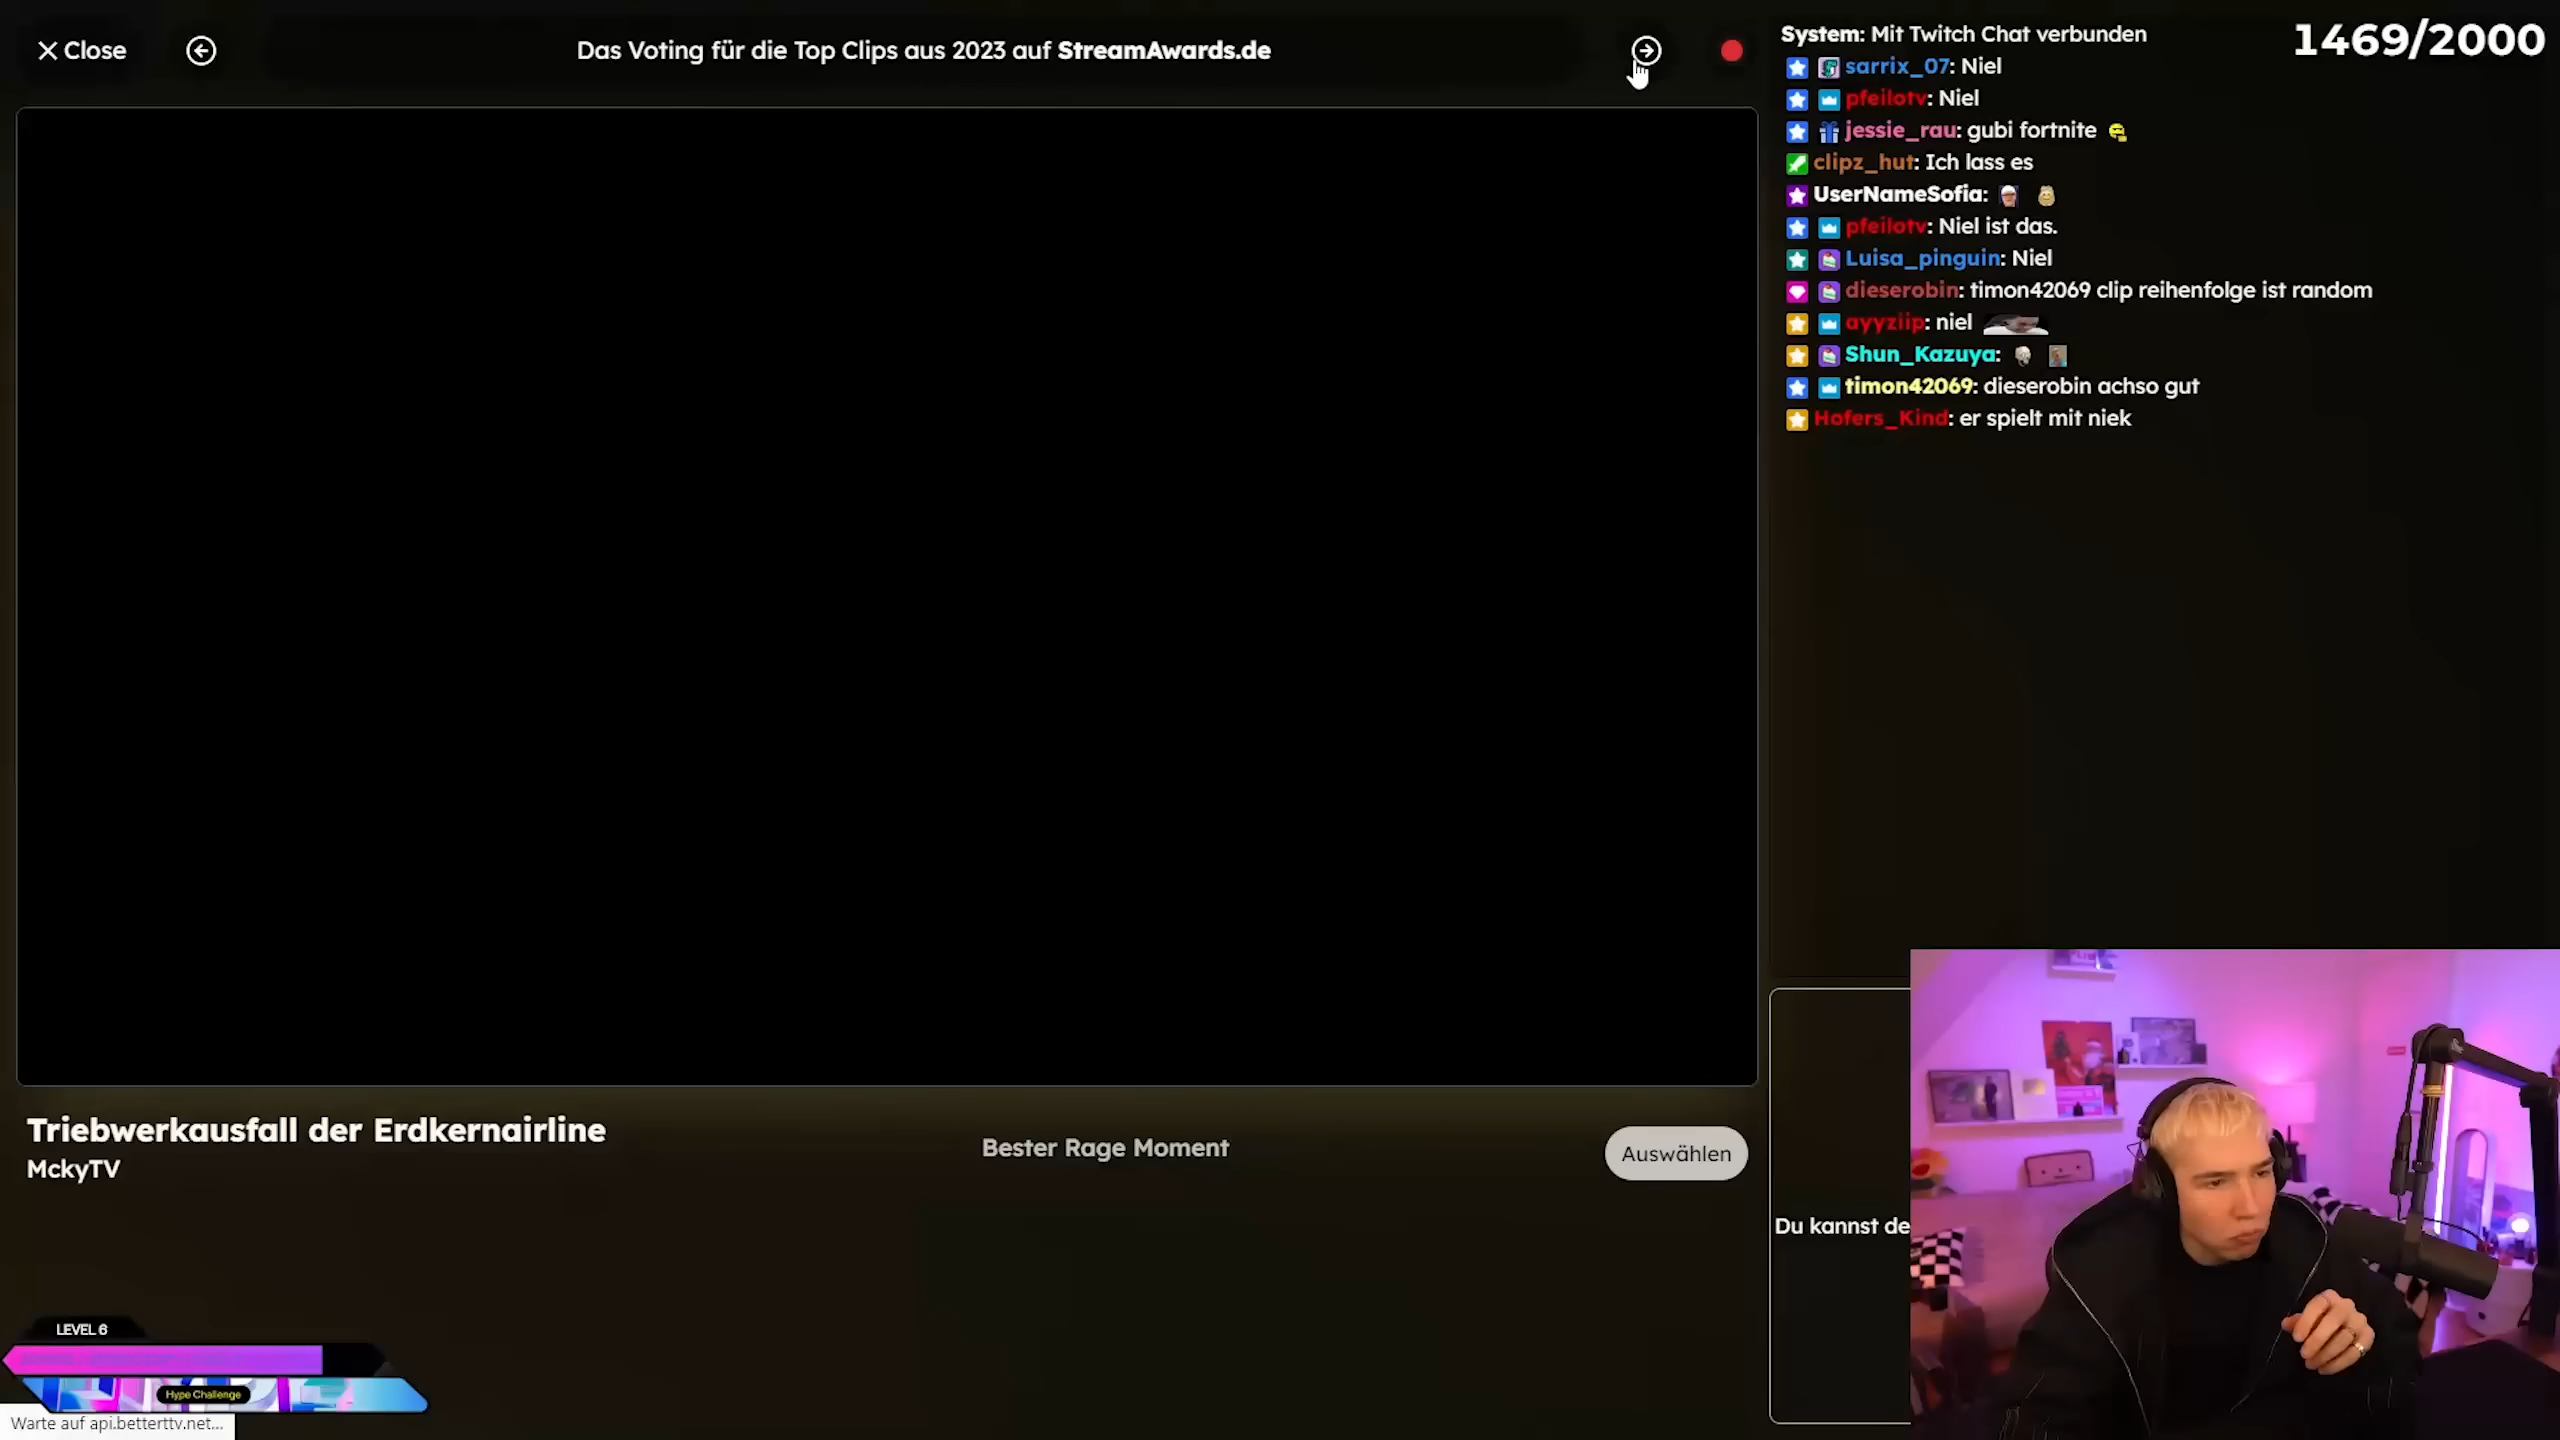 Close
Das Voting für die Top Clips aus 2023 auf StreamAwards.de
System: Mit Twitch Chat verbunden
1469/2000
sarrix_07: Niel
pfeilotv: Niel
jessie_rau: gubi fortnite
clipz_hut: Ich lass es
UserNameSofia:
pfeilotv: Niel ist das.
Luisa_pinguin: Niel
dieserobin: timon42069 clip reihenfolge ist random
ayyziip: niel
Shun_Kazuya:
timon42069: dieserobin achso gut
Hofers_Kind: er spielt mit niek
Triebwerkausfall der Erdkernairline
MckyTV
Bester Rage Moment
Auswählen
Du kannst de
LEVEL 6
Hype Challenge
Warte auf api.betterttv.net...